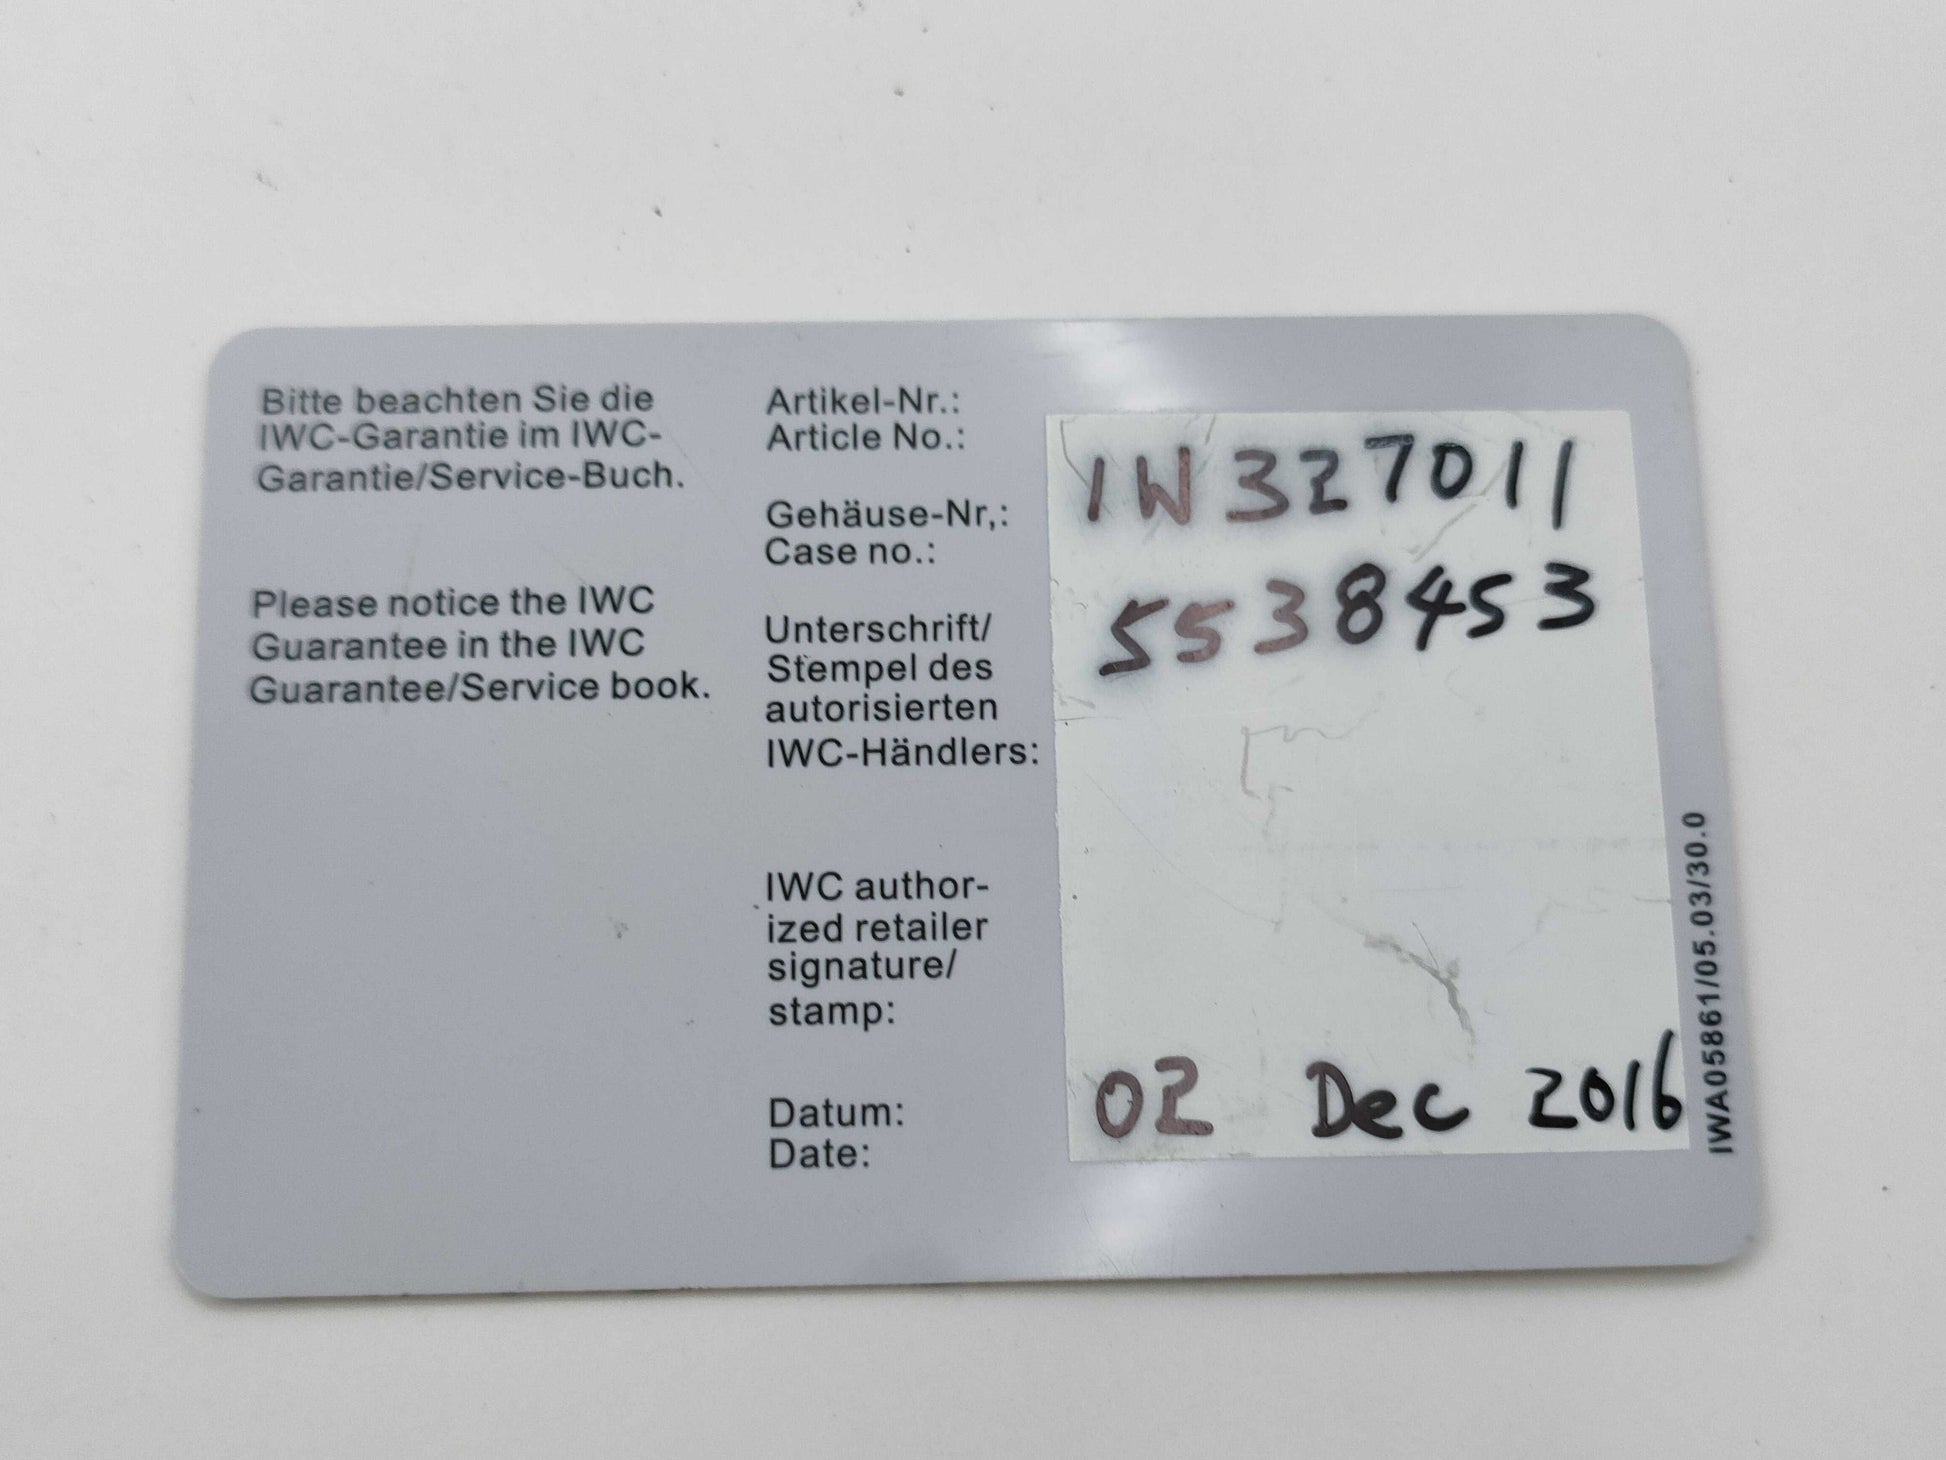 Bitte beachten Sie die
IWC-Garantie im IWC-
Garantie/Service-Buch.
Please notice the IWC
Guarantee in the IWC
Guarantee/Service book.
Artikel-Nr.:
Article No.:
IW327011
Gehäuse-Nr,:
Case no.:
5538453
Unterschrift/
Stempel des
autorisierten
IWC-Händlers:
IWC author-
ized retailer
signature/
stamp:
Datum:
Date:
02 Dec 2016
IWA05861/05.03/30.0